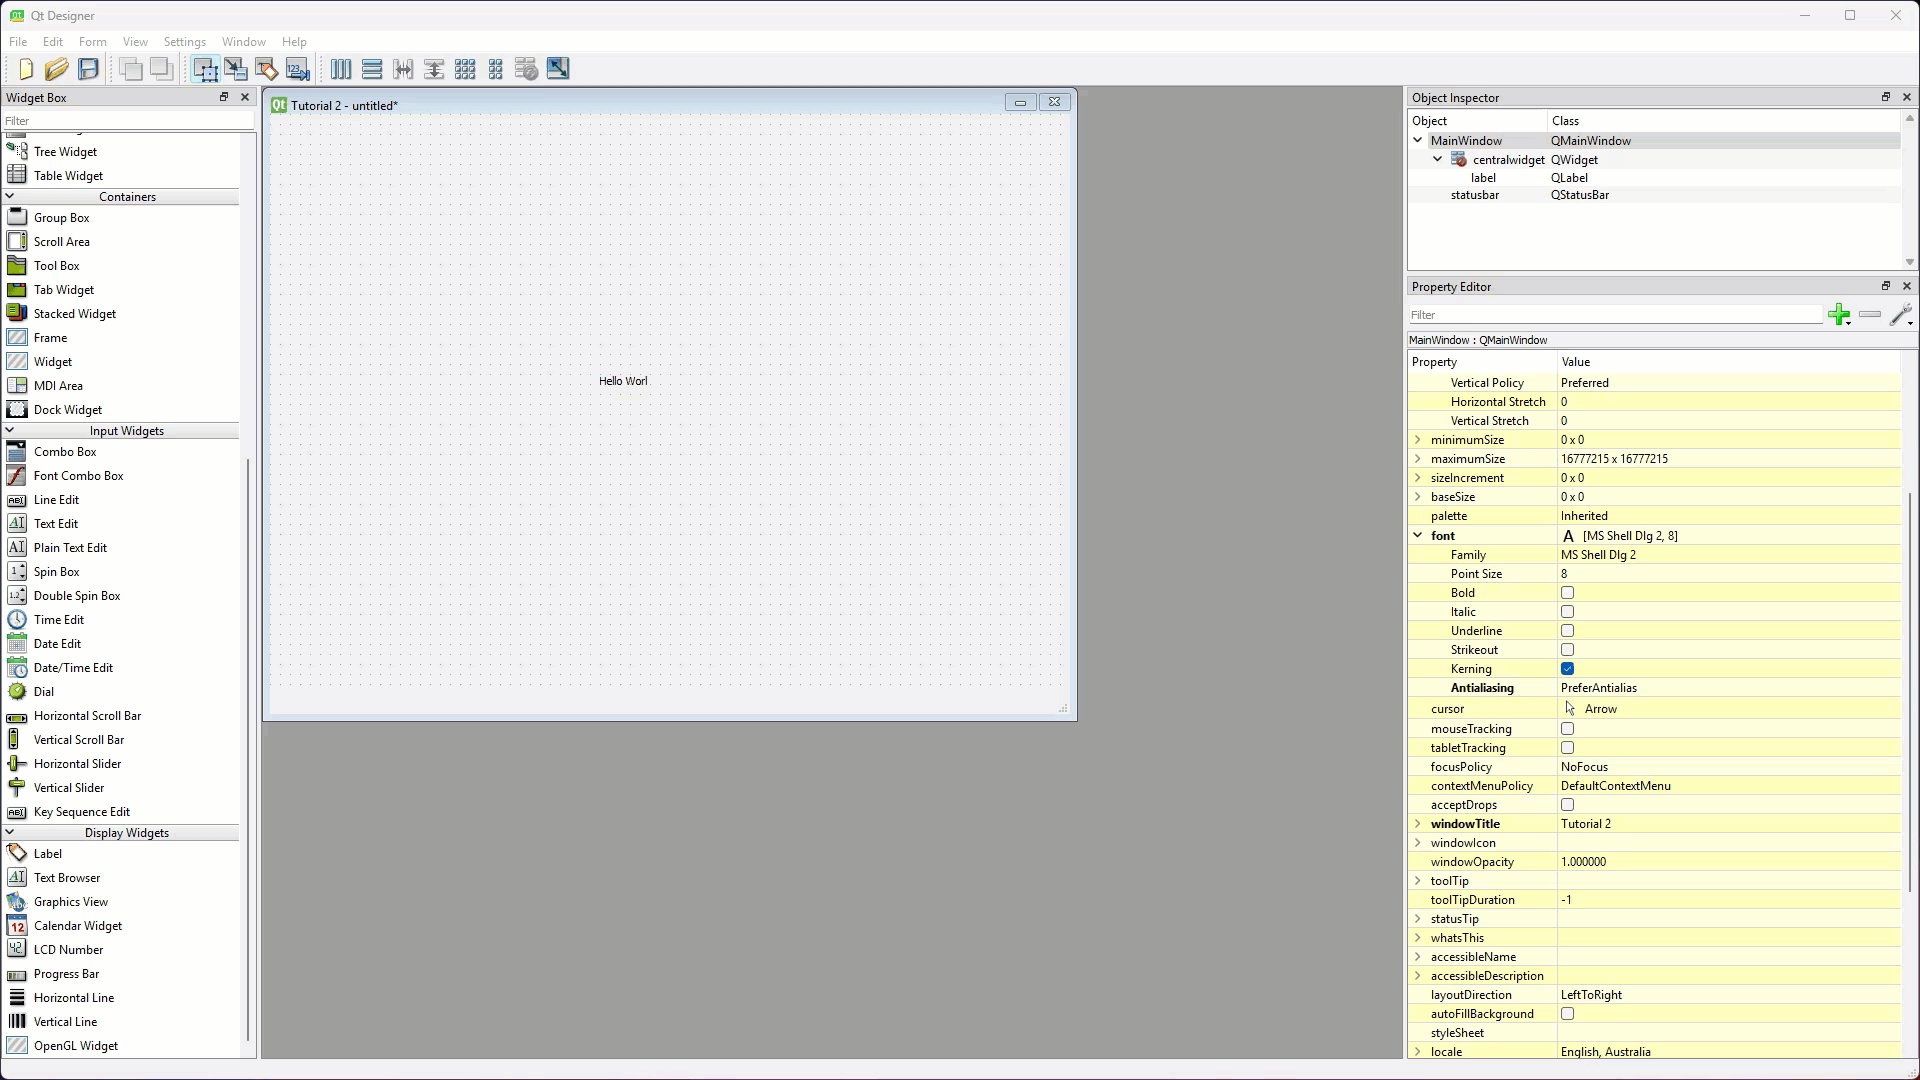 Qt Designer
File Edit Form View Settings Window Help
Widget Box
Filter
Tree Widget
Table Widget
Containers
Group Box
Scroll Area
Tool Box
Tab Widget
Stacked Widget
Frame
Widget
MDI Area
Dock Widget
Input Widgets
Combo Box
Font Combo Box
Line Edit
Text Edit
Plain Text Edit
Spin Box
Double Spin Box
Time Edit
Date Edit
Date/Time Edit
Dial
Horizontal Scroll Bar
Vertical Scroll Bar
Horizontal Slider
Vertical Slider
Key Sequence Edit
Display Widgets
Label
Text Browser
Graphics View
Calendar Widget
LCD Number
Progress Bar
Horizontal Line
Vertical Line
OpenGL Widget
Tutorial 2 - untitled*
Hello Worl
Object Inspector
Object Class
MainWindow QMainWindow
centralwidget QWidget
label QLabel
statusbar QStatusBar
Property Editor
Filter
MainWindow : QMainWindow
Property Value
Vertical Policy Preferred
Horizontal Stretch 0
Vertical Stretch 0
minimumSize 0 x 0
maximumSize 16777215 x 16777215
sizeIncrement 0 x 0
baseSize 0 x 0
palette Inherited
font A [MS Shell Dlg 2, 8]
Family MS Shell Dlg 2
Point Size 8
Bold
Italic
Underline
Strikeout
Kerning
Antialiasing PreferAntialias
cursor Arrow
mouseTracking
tabletTracking
focusPolicy NoFocus
contextMenuPolicy DefaultContextMenu
acceptDrops
windowTitle Tutorial 2
windowIcon
windowOpacity 1.000000
toolTip
toolTipDuration -1
statusTip
whatsThis
accessibleName
accessibleDescription
layoutDirection LeftToRight
autoFillBackground
styleSheet
locale English, Australia